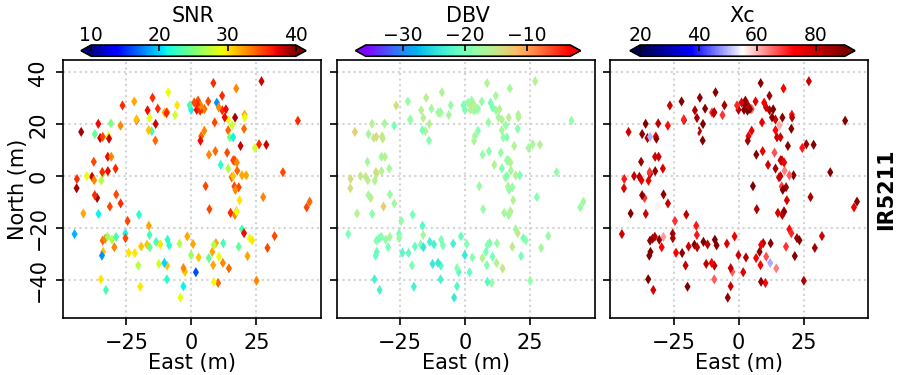 SNR DBV Xc
10 20 30 40 −30 −20 −10 20 40 60 80
North (m)
40
20
0
−20
−40
−25 0 25 −25 0 25 −25 0 25
East (m) East (m) East (m)
IR5211